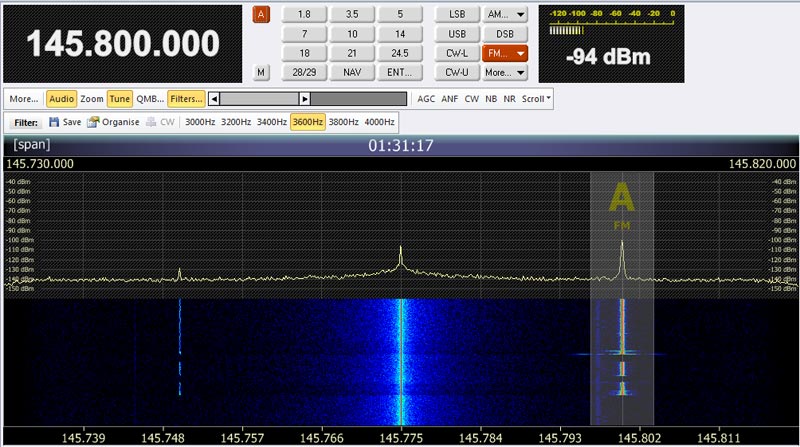 145.800.000
A 1.8 3.5 5 LSB AM...
7 10 14 USB DSB
18 21 24.5 CW-L FM...
M 28/29 NAV ENT... CW-U More...
-120 -100 -80 -60 -40 -20 0
-94 dBm
More... Audio Zoom Tune QMB... Filters... AGC ANF CW NB NR Scroll
Filter: Save Organise CW 3000Hz 3200Hz 3400Hz 3600Hz 3800Hz 4000Hz
[span] 01:31:17
145.730.000 145.820.000
-40 dBm -40 dBm
-50 dBm -50 dBm
-60 dBm A -60 dBm
-70 dBm -70 dBm
-80 dBm FM -80 dBm
-90 dBm -90 dBm
-100 dBm -100 dBm
-110 dBm -110 dBm
-120 dBm -120 dBm
-130 dBm -130 dBm
-140 dBm -140 dBm
-150 dBm -150 dBm
145.739 145.748 145.757 145.766 145.775 145.784 145.793 145.802 145.811